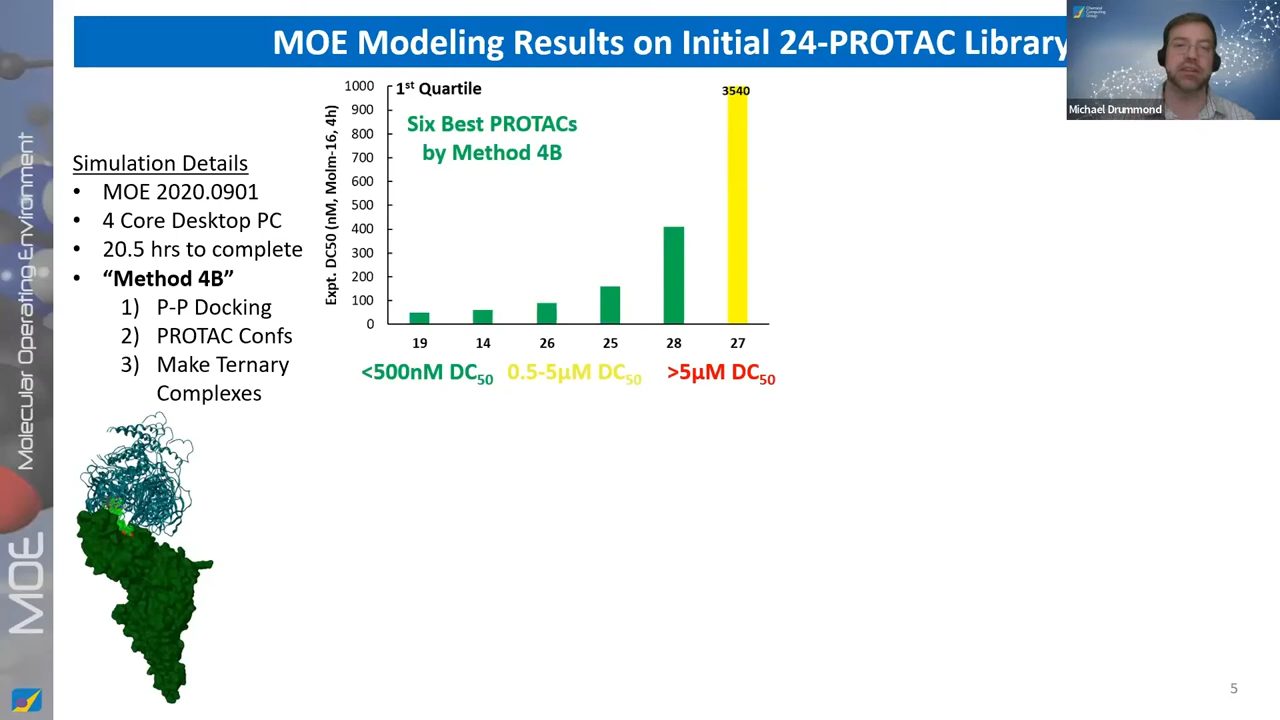 MOE Modeling Results on Initial 24-PROTAC Library
Chemical
Computing
Group
Michael Drummond
Molecular Operating Environment
MOE
Simulation Details
• MOE 2020.0901
• 4 Core Desktop PC
• 20.5 hrs to complete
• “Method 4B”
1) P-P Docking
2) PROTAC Confs
3) Make Ternary
Complexes
1st Quartile
Six Best PROTACs
by Method 4B
Expt. DC50 (nM, Molm-16, 4h)
1000
900
800
700
600
500
400
300
200
100
0
3540
19 14 26 25 28 27
<500nM DC50 0.5-5µM DC50 >5µM DC50
5